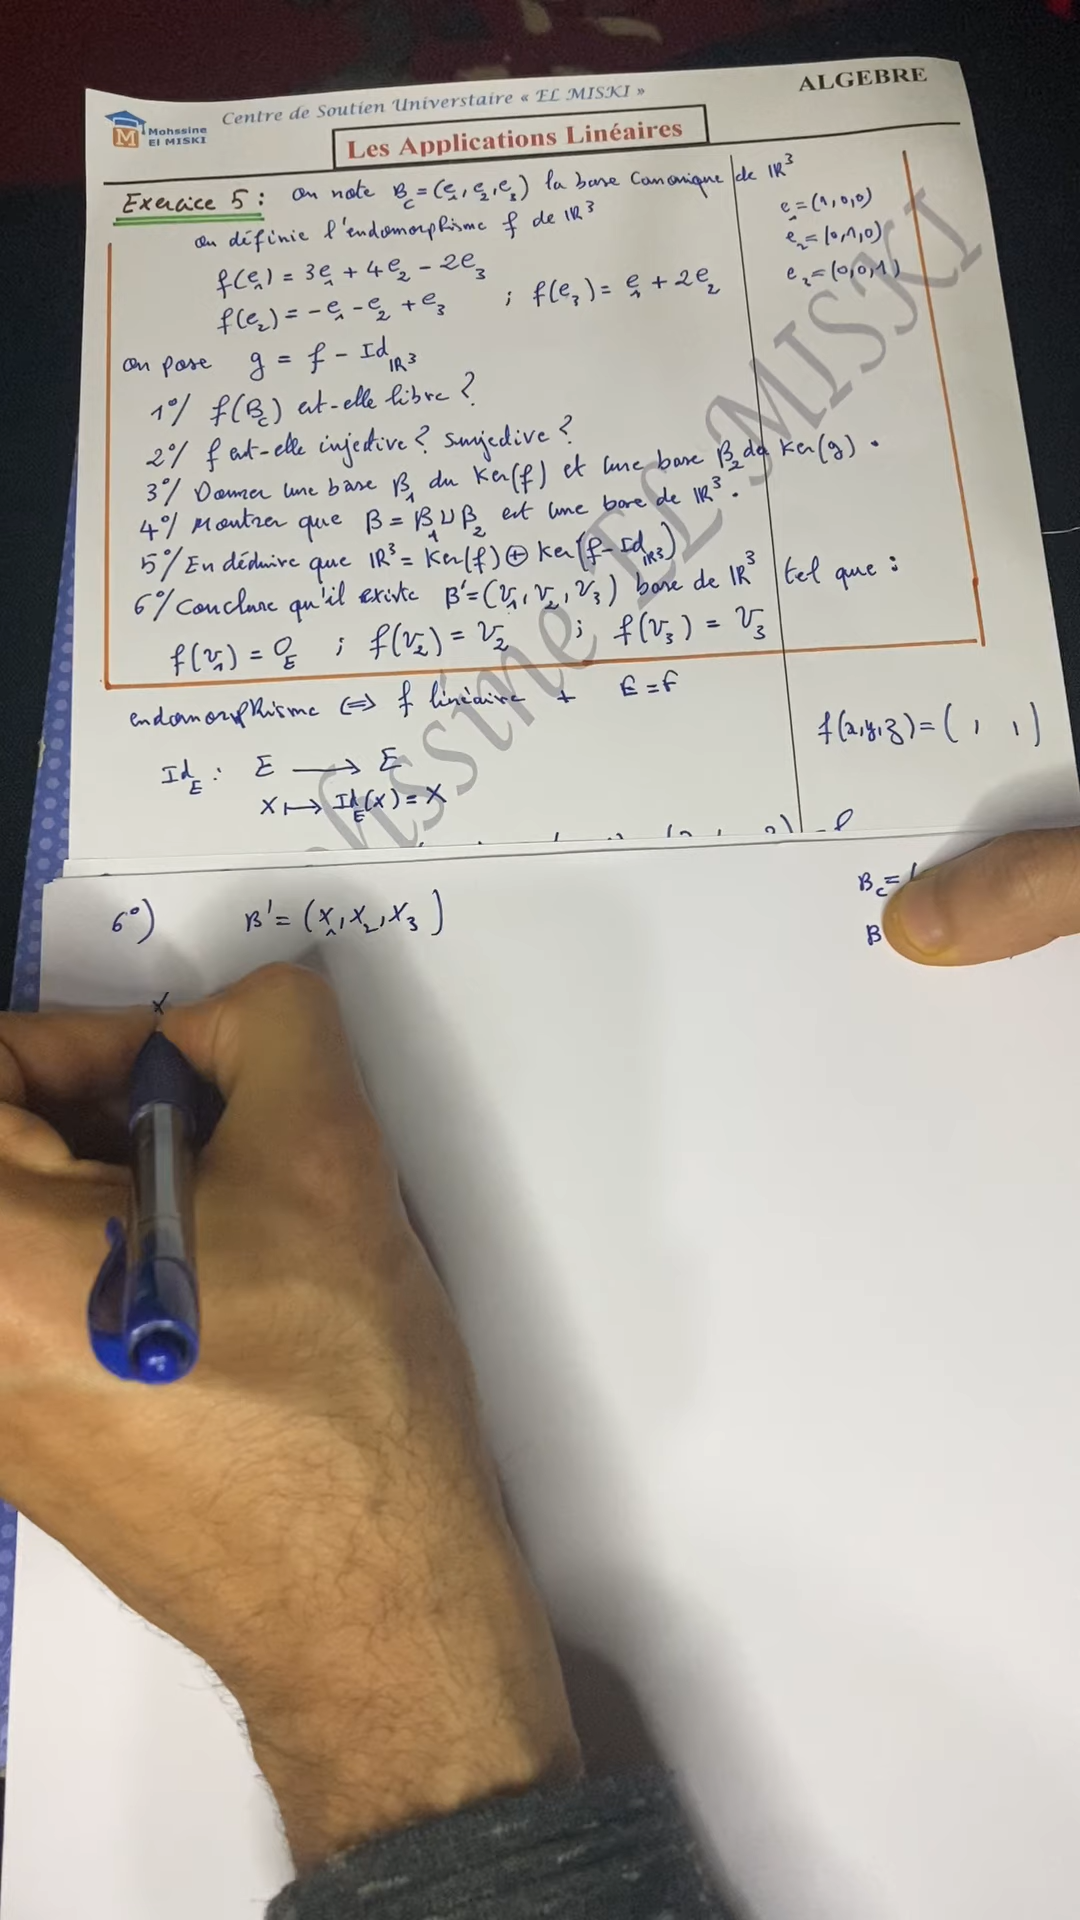 Centre de Soutien Universtaire « EL MISKI »
ALGEBRE
M Mohssine El MISKI
Les Applications Linéaires
Exercice 5 : on note B_c = (e_1, e_2, e_3) la base canonique de IR^3
e_1 = (1,0,0)
on définie l'endomorphisme f de IR^3
e_2 = (0,1,0)
f(e_1) = 3e_1 + 4e_2 - 2e_3
e_3 = (0,0,1)
f(e_2) = -e_1 - e_2 + e_3 ; f(e_3) = e_1 + 2e_2
on pose g = f - Id_IR^3
1°/ f(B_c) est-elle libre ?
2°/ f est-elle injective ? Surjective ?
3°/ Donner une base B_1 du Ker(f) et une base B_2 de Ker(g) .
4°/ Montrer que B = B_1 ∪ B_2 est une base de IR^3 .
5°/ En déduire que IR^3 = Ker(f) ⊕ Ker(f - Id_IR^3)
6°/ Conclure qu'il existe B' = (V_1, V_2, V_3) base de IR^3 tel que :
f(V_1) = 0_E ; f(V_2) = V_2 ; f(V_3) = V_3
endomorphisme ⟺ f linéaire + E = F
f(x,y,z) = ( , , )
Id_E : E ⟶ E
X ⟼ Id_E(X) = X
6°) B' = (X_1, X_2, X_3)
B_c =
B
X
Mohssine EL MISKI